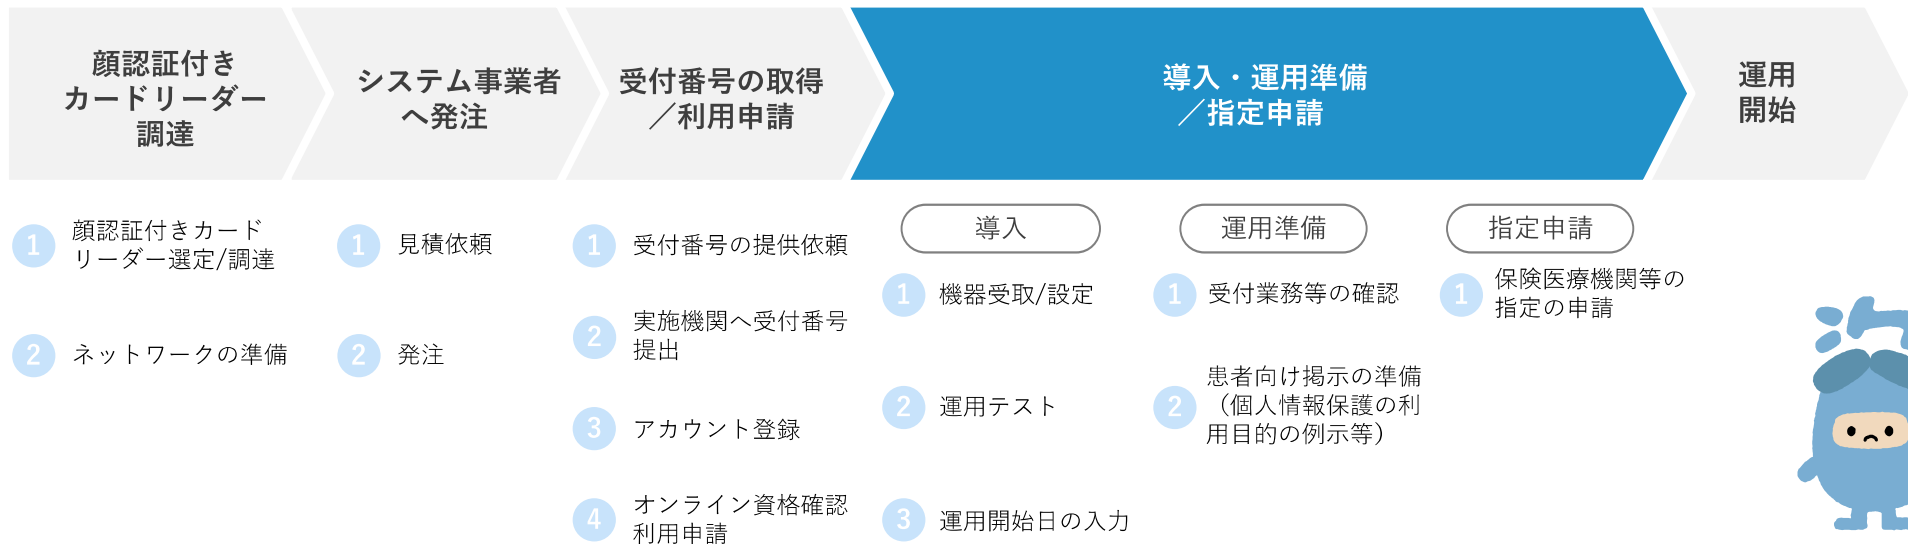 顔認証付き
カードリーダー
調達
システム事業者
へ発注
受付番号の取得
／利用申請
導入・運用準備
／指定申請
運用
開始
1
顔認証付きカード
リーダー選定/調達
2
ネットワークの準備
1
見積依頼
2
発注
1
受付番号の提供依頼
2
実施機関へ受付番号
提出
3
アカウント登録
4
オンライン資格確認
利用申請
導入
1
機器受取/設定
2
運用テスト
3
運用開始日の入力
運用準備
1
受付業務等の確認
2
患者向け掲示の準備
（個人情報保護の利
用目的の例示等）
指定申請
1
保険医療機関等の
指定の申請